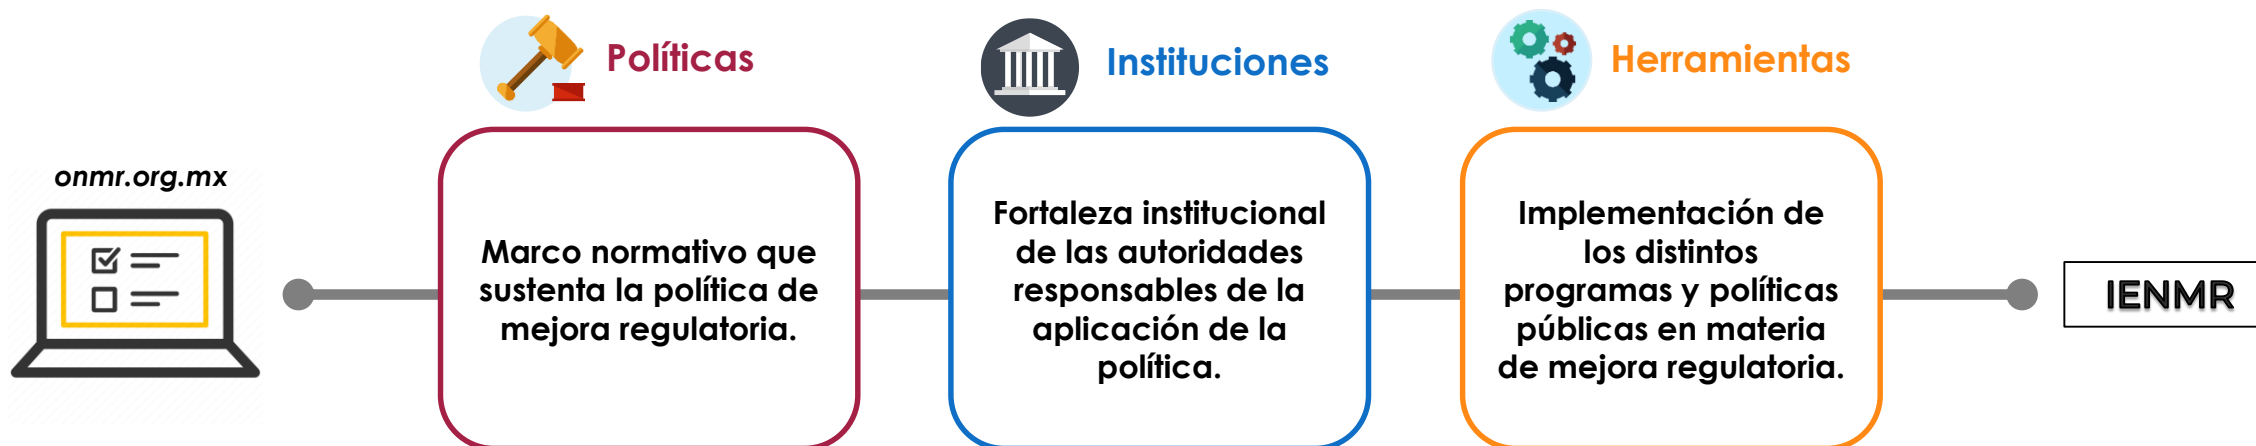 Políticas
Instituciones
Herramientas
onmr.org.mx
Marco normativo que
sustenta la política de
mejora regulatoria.
Fortaleza institucional
de las autoridades
responsables de la
aplicación de la
política.
Implementación de
los distintos
programas y políticas
públicas en materia
de mejora regulatoria.
IENMR